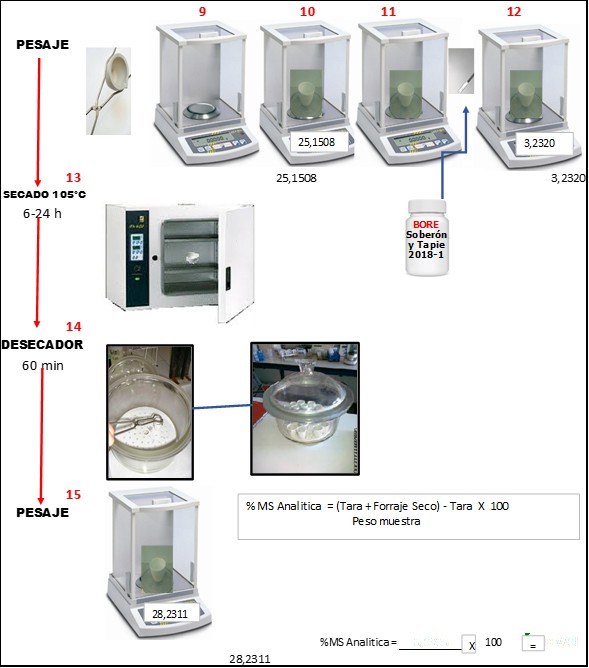 9
10
11
12
PESAJE
25,1508
3,2320
25,1508
3,2320
13
SECADO 105°C
6-24 h
BORE
Soberón
y Tapie
2018-1
14
DESECADOR
60 min
15
PESAJE
% MS Analitica = (Tara + Forraje Seco) - Tara X 100
Peso muestra
28,2311
%MS Analitica = X 100 =
28,2311